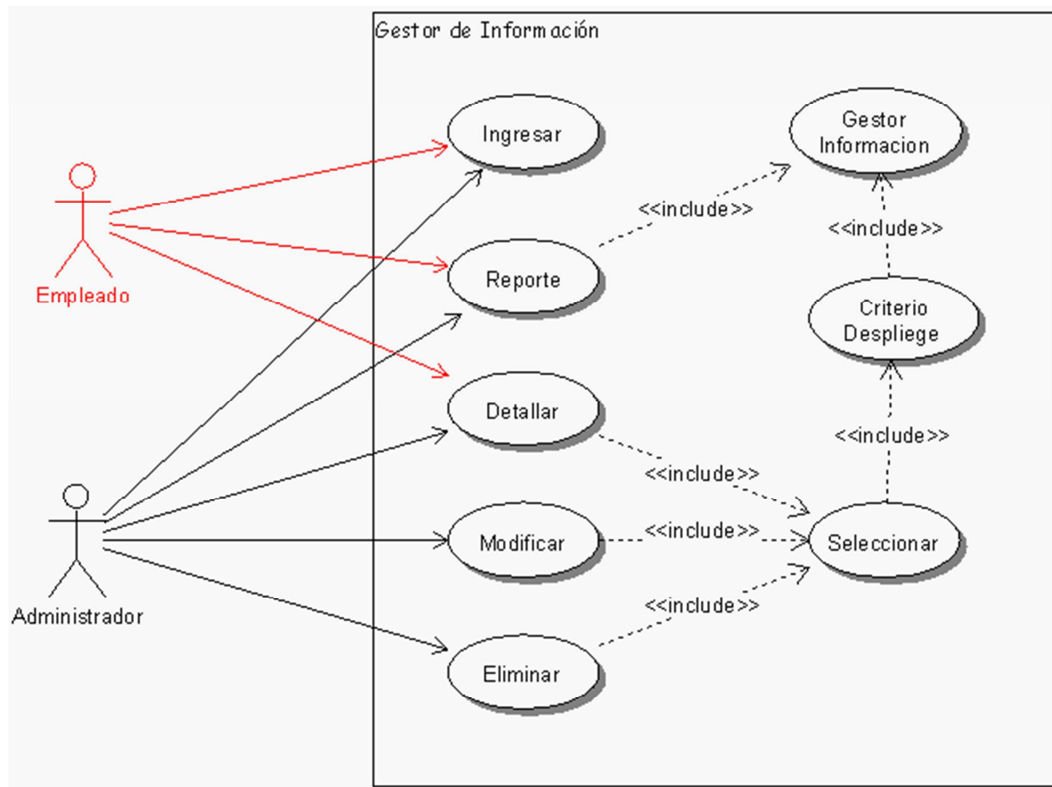 Gestor de Información
Ingresar
Gestor
Informacion
<<include>>
<<include>>
Empleado
Reporte
Criterio
Despliege
Detallar
<<include>>
<<include>>
Modificar
<<include>>
Seleccionar
Administrador
<<include>>
Eliminar